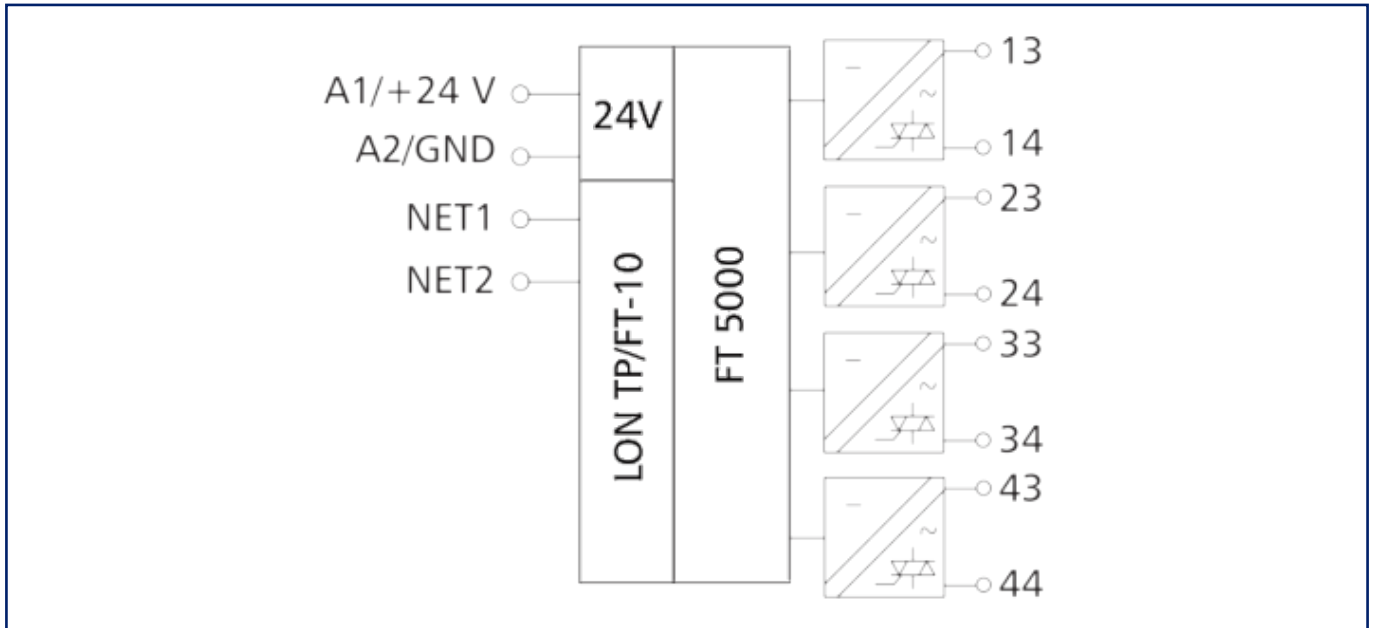 A1/+24 V
A2/GND
NET1
NET2
24V
LON TP/FT-10
FT 5000
13
14
23
24
33
34
43
44